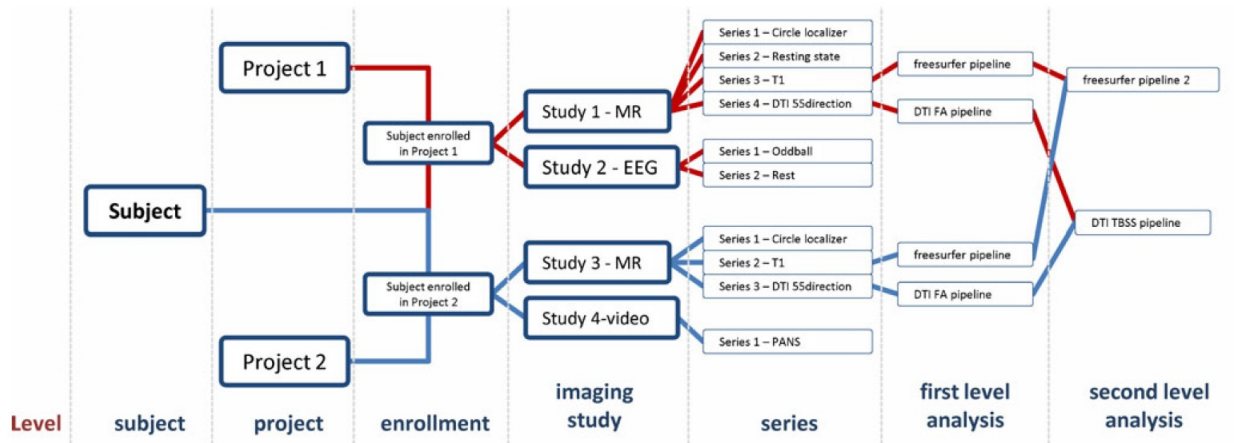 Project 1
Subject
Project 2
Subject enrolled
in Project 1
Subject enrolled
in Project 2
Study 1 - MR
Study 2 - EEG
Study 3 - MR
Study 4-video
Series 1 – Circle localizer
Series 2 – Resting state
Series 3 – T1
Series 4 – DTI 55direction
Series 1 – Oddball
Series 2 – Rest
Series 1 – Circle localizer
Series 2 – T1
Series 3 – DTI 55direction
Series 1 – PANS
freesurfer pipeline
DTI FA pipeline
freesurfer pipeline
DTI FA pipeline
freesurfer pipeline 2
DTI TBSS pipeline
Level
subject
project
enrollment
imaging
study
series
first level
analysis
second level
analysis